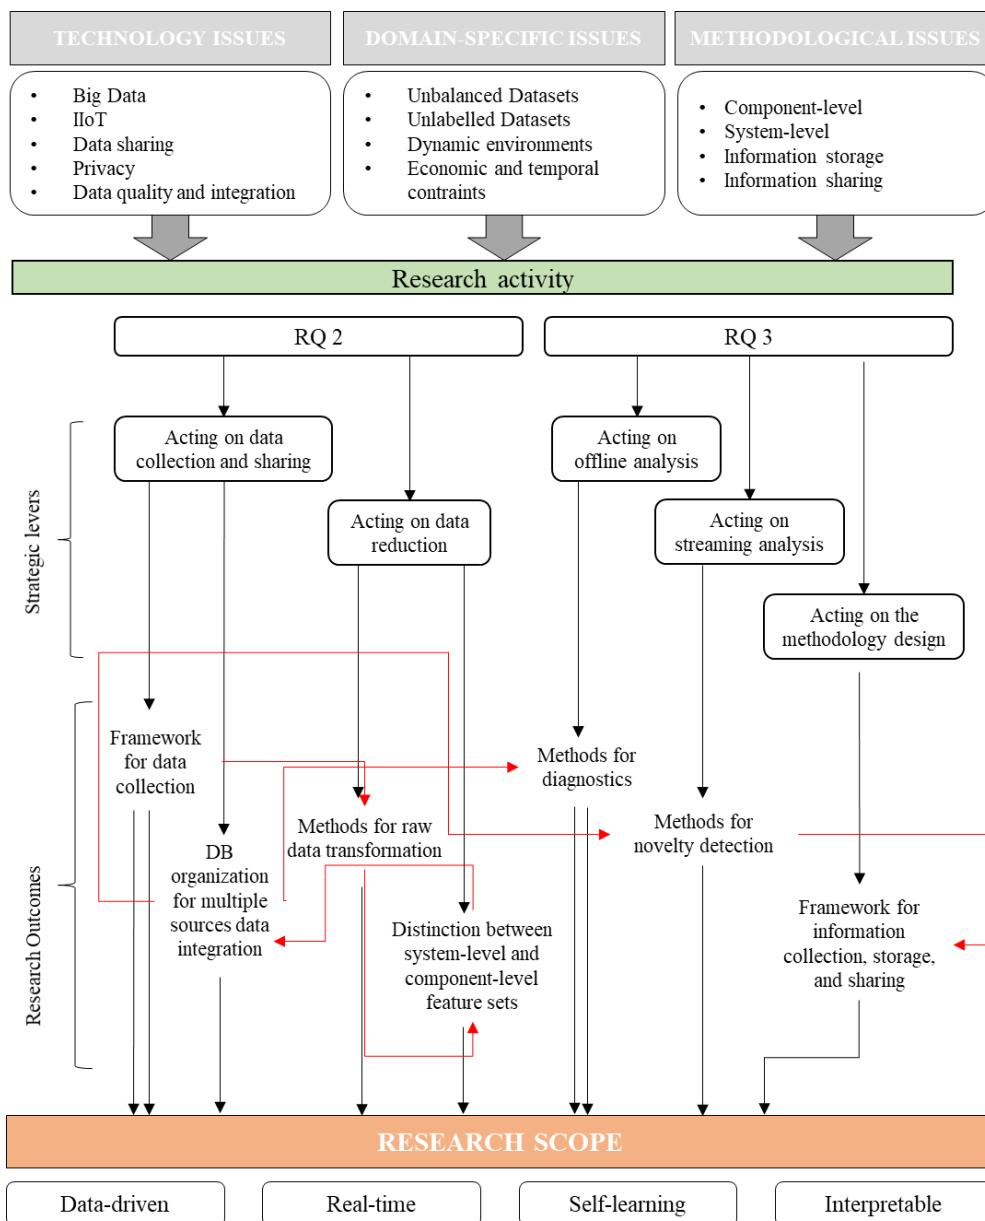 TECHNOLOGY ISSUES
DOMAIN-SPECIFIC ISSUES
METHODOLOGICAL ISSUES
• Big Data
• IIoT
• Data sharing
• Privacy
• Data quality and integration
• Unbalanced Datasets
• Unlabelled Datasets
• Dynamic environments
• Economic and temporal
contraints
• Component-level
• System-level
• Information storage
• Information sharing
Research activity
RQ 2
RQ 3
Strategic levers
Acting on data
collection and sharing
Acting on data
reduction
Acting on
offline analysis
Acting on
streaming analysis
Acting on the
methodology design
Research Outcomes
Framework
for data
collection
DB
organization
for multiple
sources data
integration
Methods for raw
data transformation
Distinction between
system-level and
component-level
feature sets
Methods for
diagnostics
Methods for
novelty detection
Framework for
information
collection, storage,
and sharing
RESEARCH SCOPE
Data-driven
Real-time
Self-learning
Interpretable